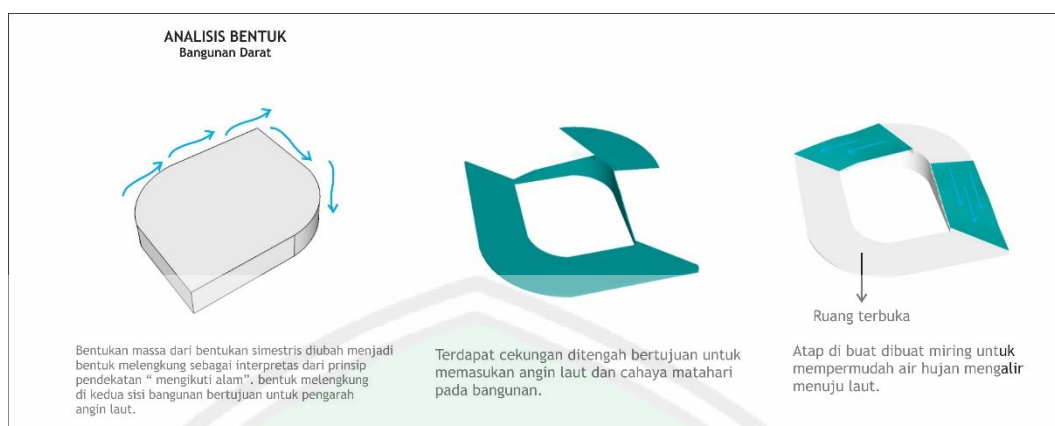 ANALISIS BENTUK
Bangunan Darat
Ruang terbuka
Bentukan massa dari bentukan simestris diubah menjadi
bentuk melengkung sebagai interpretas dari prinsip
pendekatan “ mengikuti alam”. bentuk melengkung
di kedua sisi bangunan bertujuan untuk pengarah
angin laut.
Terdapat cekungan ditengah bertujuan untuk
memasukan angin laut dan cahaya matahari
pada bangunan.
Atap di buat dibuat miring untuk
mempermudah air hujan mengalir
menuju laut.